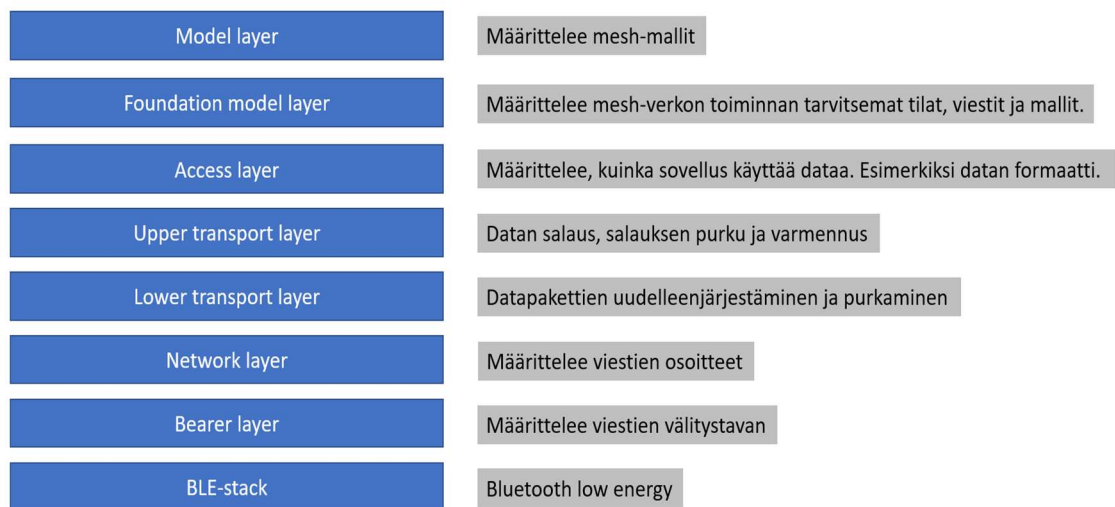 Model layer
Määrittelee mesh-mallit
Foundation model layer
Määrittelee mesh-verkon toiminnan tarvitsemat tilat, viestit ja mallit.
Access layer
Määrittelee, kuinka sovellus käyttää dataa. Esimerkiksi datan formaatti.
Upper transport layer
Datan salaus, salauksen purku ja varmennus
Lower transport layer
Datapakettien uudelleenjärjestäminen ja purkaminen
Network layer
Määrittelee viestien osoitteet
Bearer layer
Määrittelee viestien välitystavan
BLE-stack
Bluetooth low energy